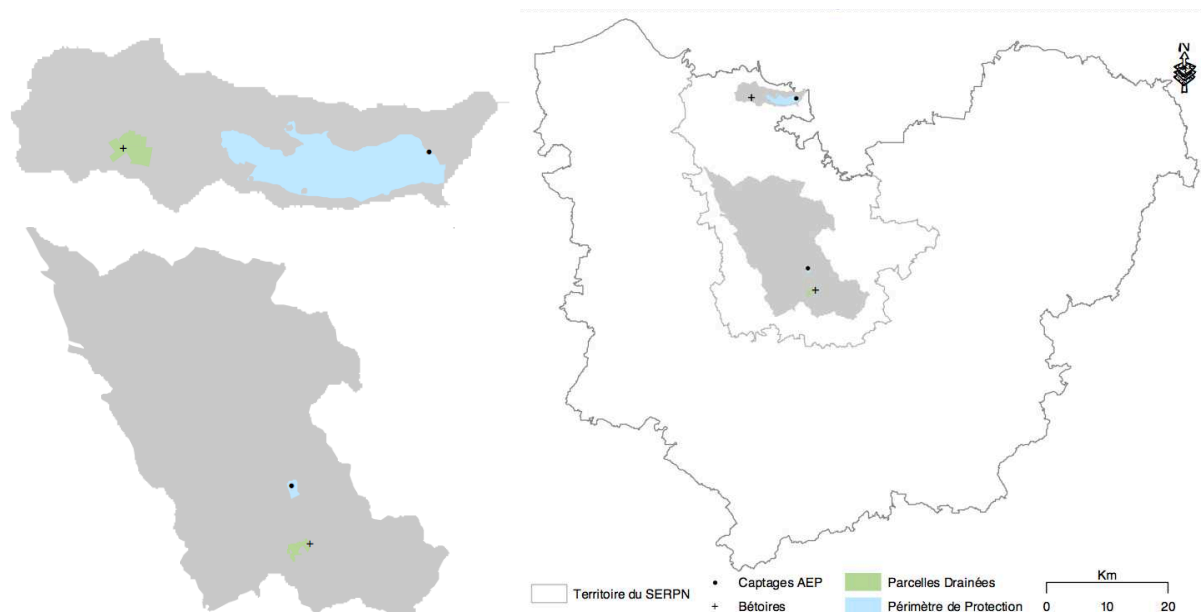 N
Km
Territoire du SERPN
Captages AEP
Parcelles Drainées
Bétoires
Périmètre de Protection
0 10 20